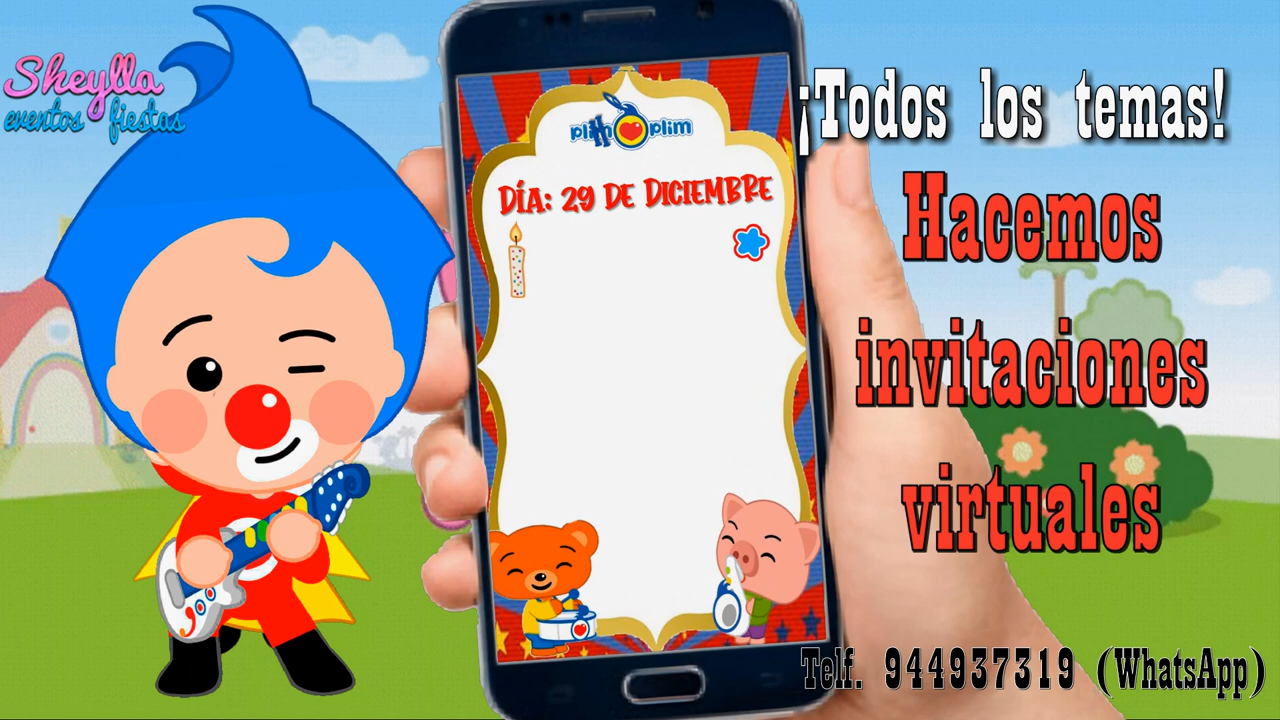 Sheylla
eventos fiestas
plim plim
DÍA: 29 DE DICIEMBRE
¡Todos los temas!
Hacemos
invitaciones
virtuales
Telf. 944937319 (WhatsApp)